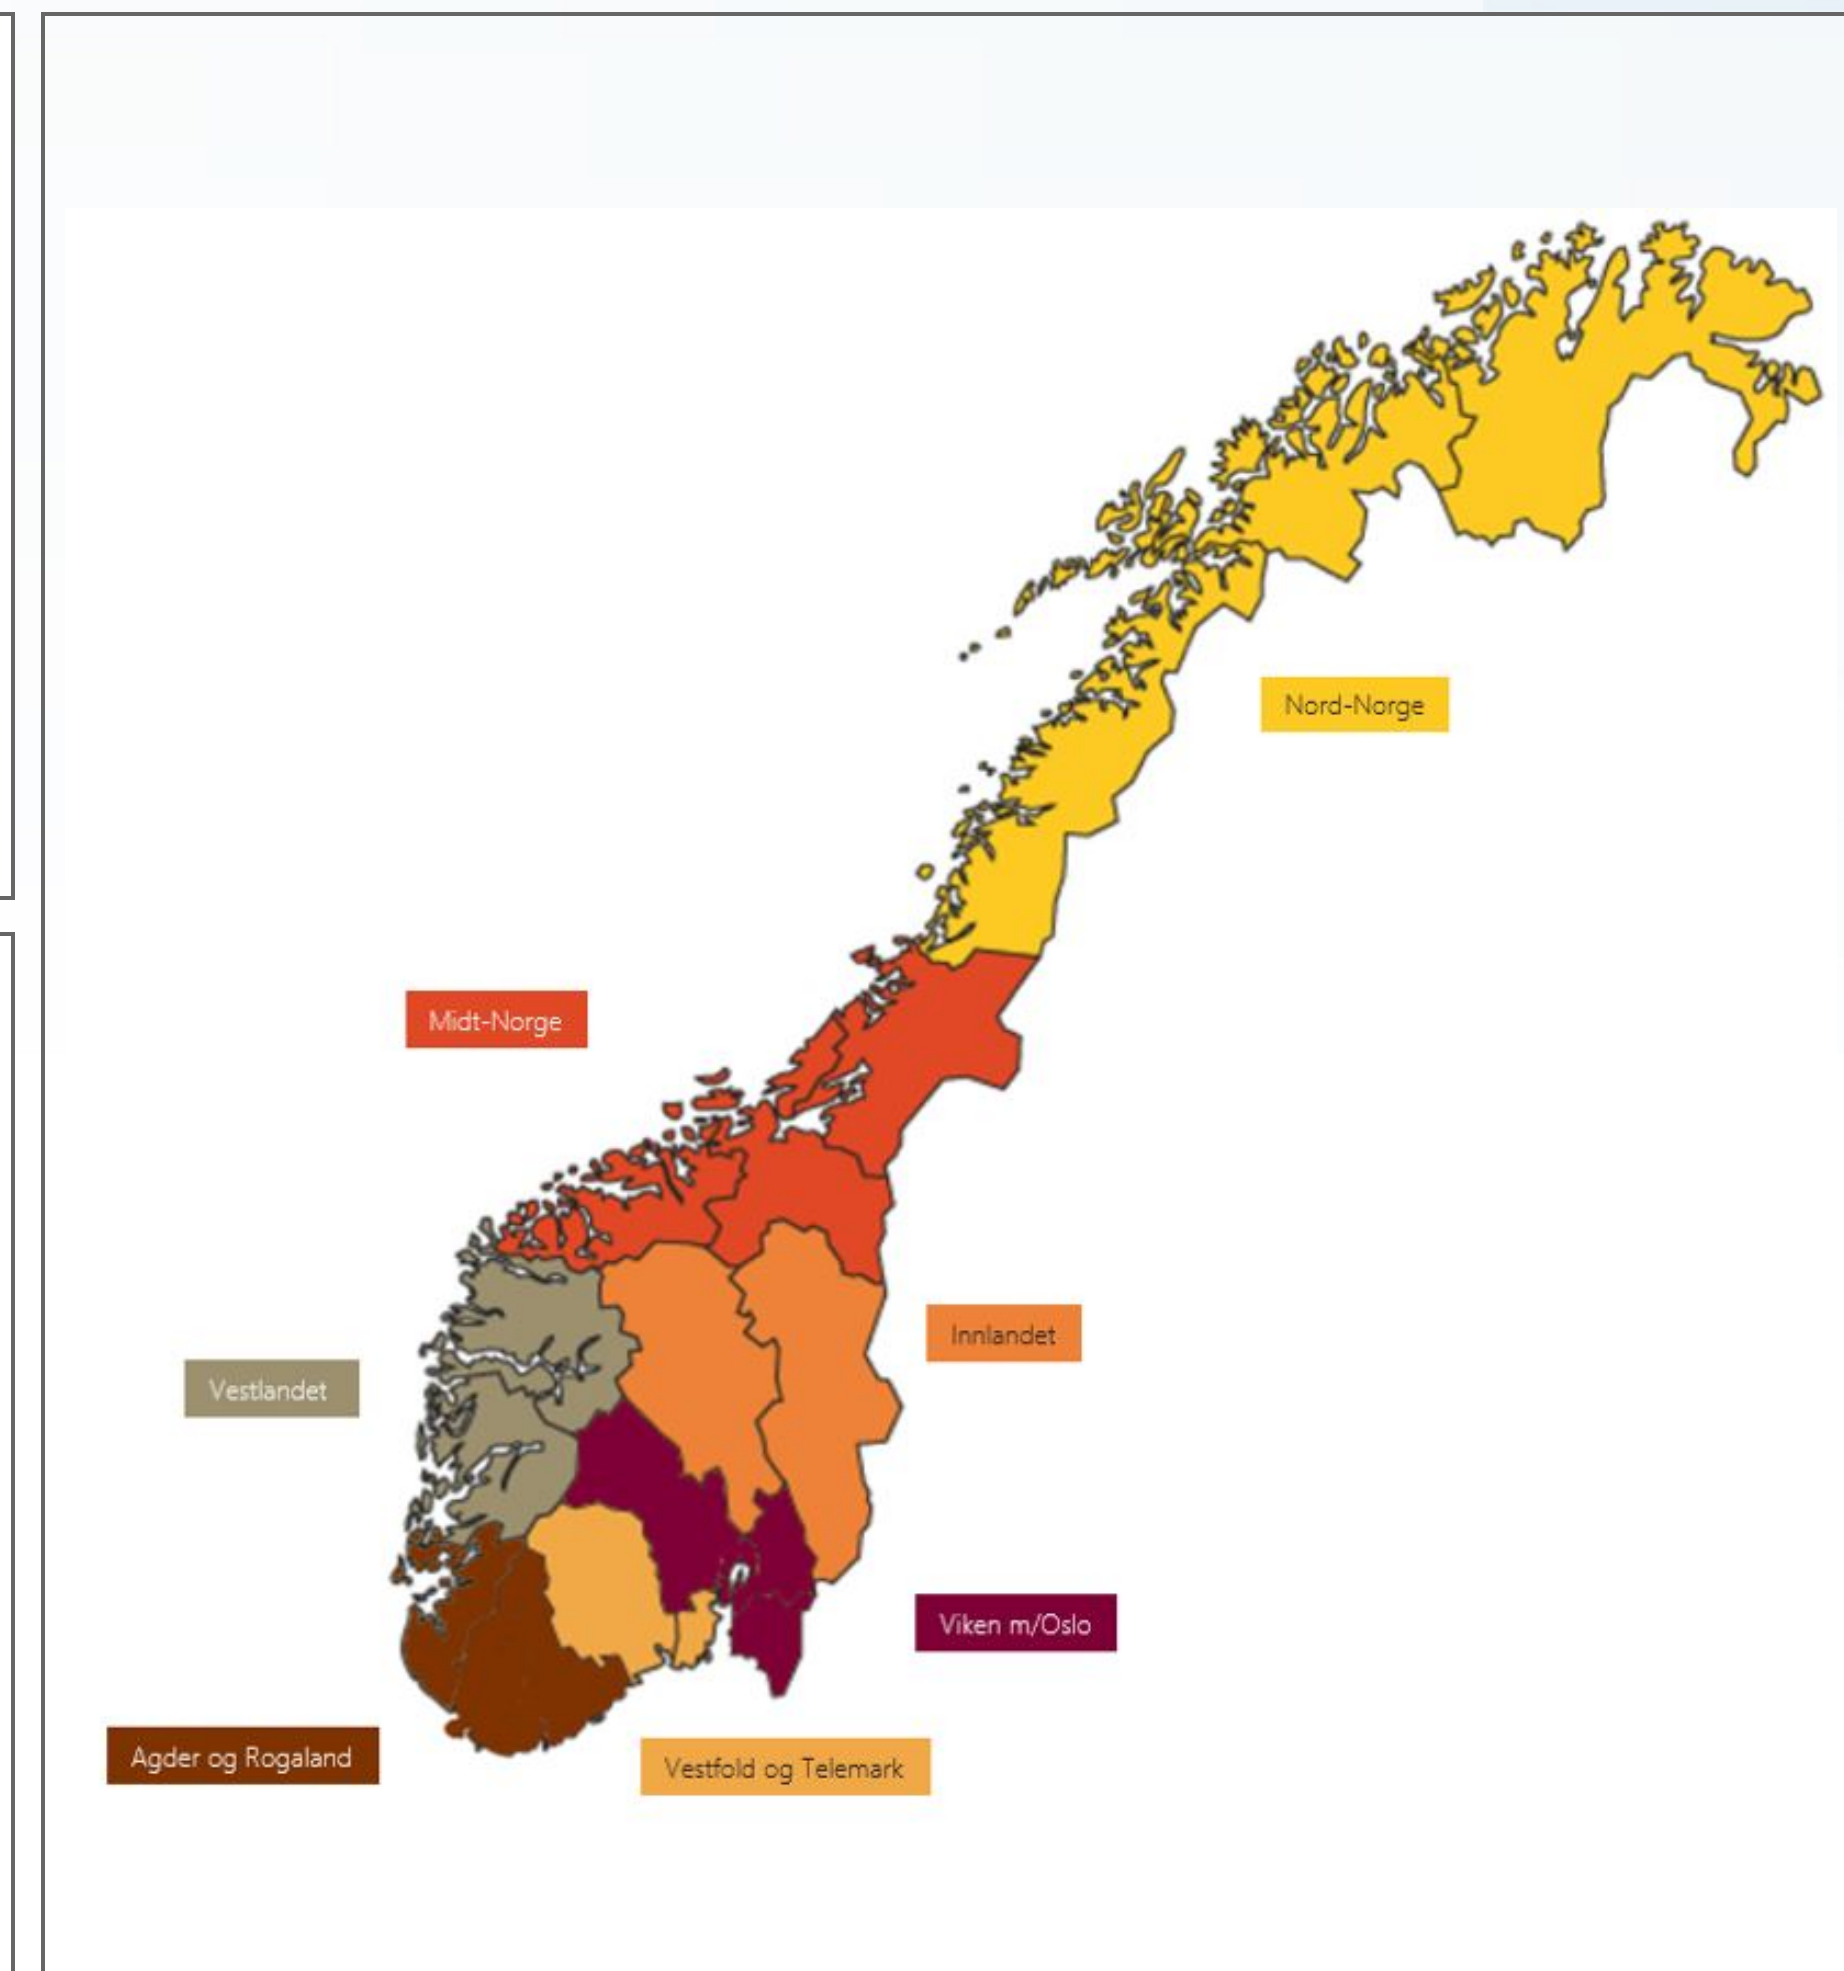 Nord-Norge
Midt-Norge
Innlandet
Vestlandet
Viken m/Oslo
Agder og Rogaland
Vestfold og Telemark